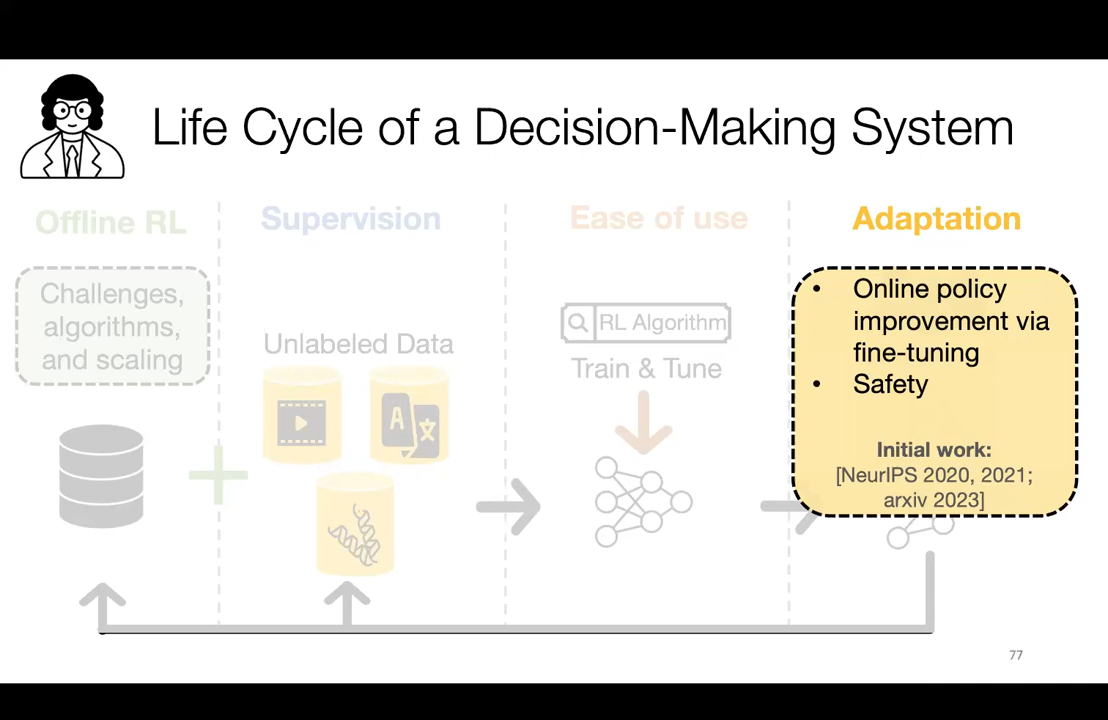 Life Cycle of a Decision-Making System
Offline RL
Supervision
Ease of use
Adaptation
Challenges,
algorithms,
and scaling
Unlabeled Data
A
文
RL Algorithm
Train & Tune
• Online policy
improvement via
fine-tuning
• Safety
Initial work:
[NeurIPS 2020, 2021;
arxiv 2023]
77